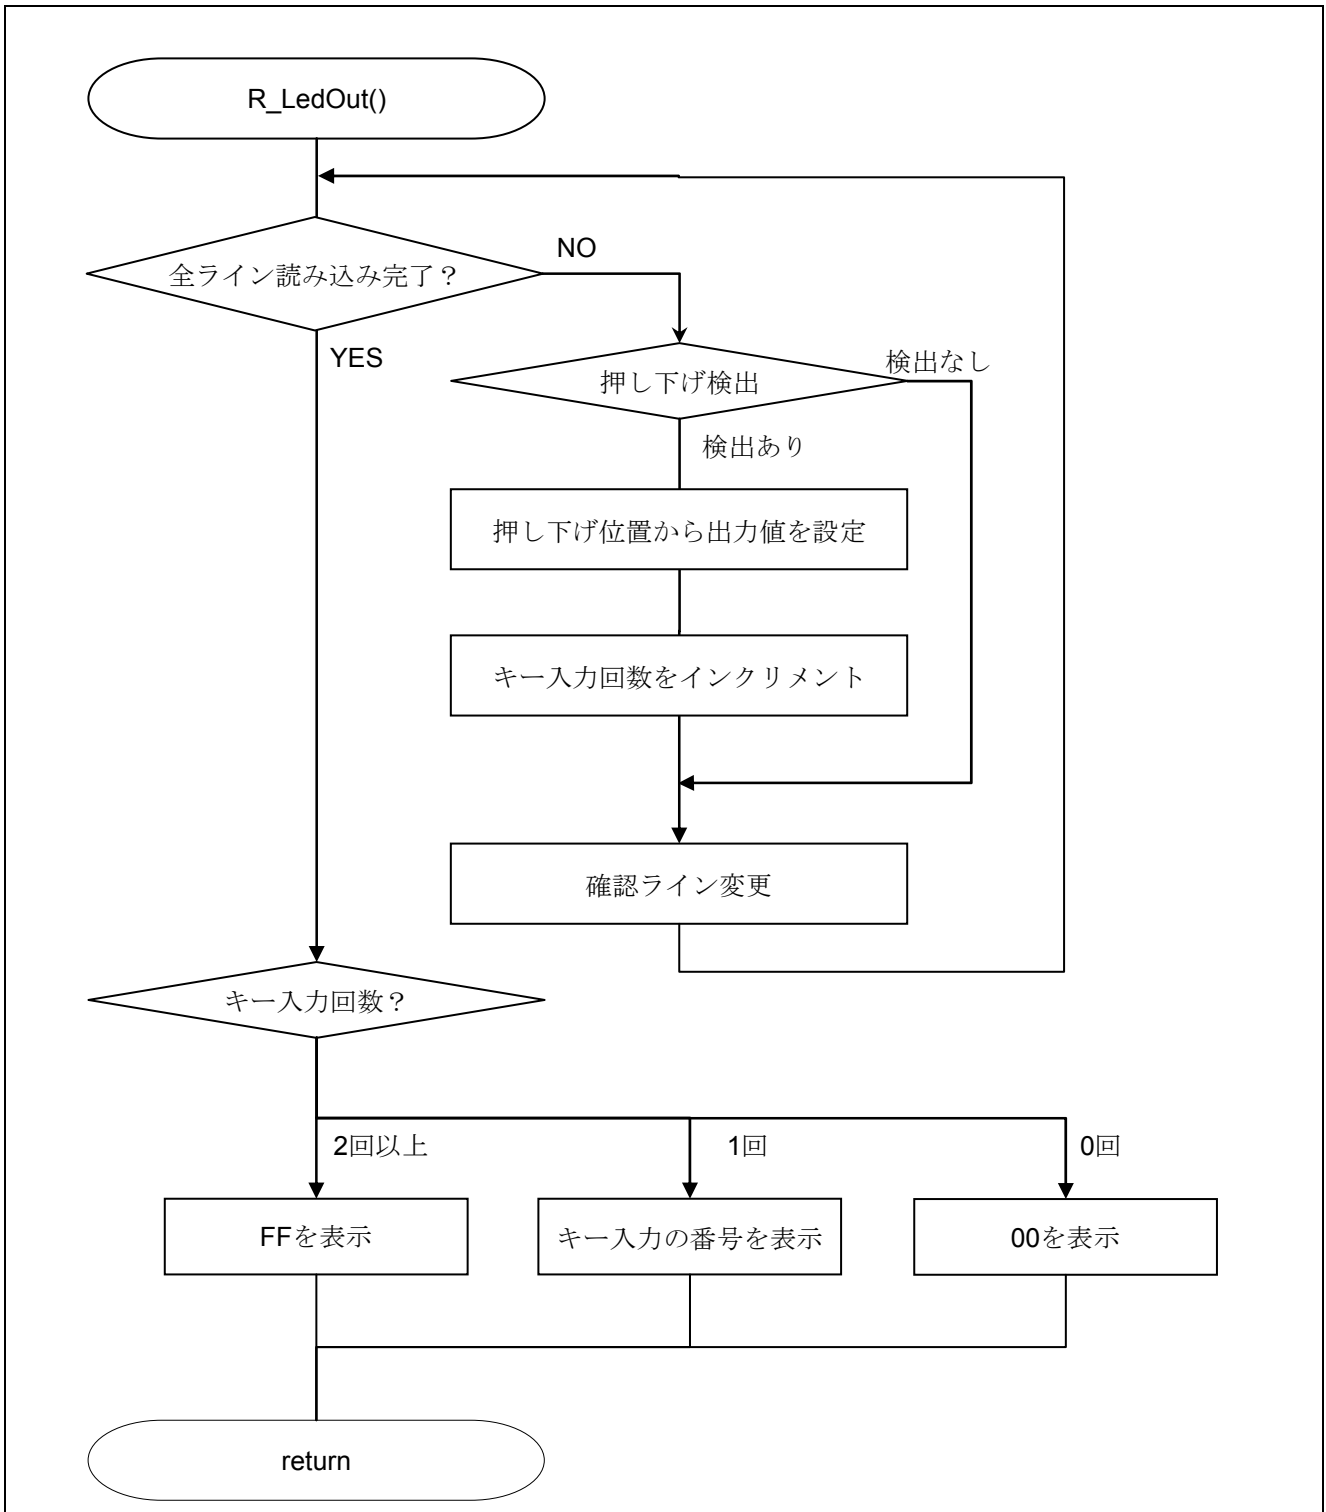 R_LedOut()
全ライン読み込み完了？
NO
YES
押し下げ検出
検出なし
検出あり
押し下げ位置から出力値を設定
キー入力回数をインクリメント
確認ライン変更
キー入力回数？
2回以上
1回
0回
FFを表示
キー入力の番号を表示
00を表示
return